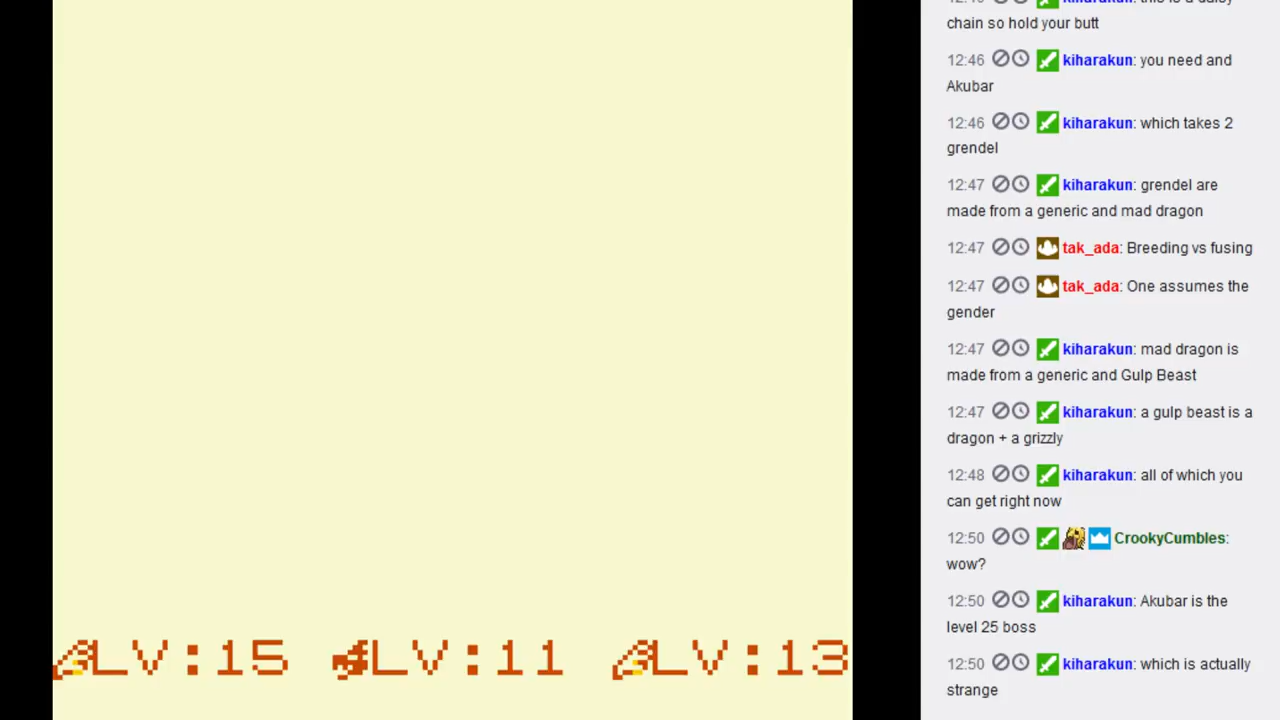 chain so hold your butt
12:46 kiharakun: you need and
Akubar
12:46 kiharakun: which takes 2
grendel
12:47 kiharakun: grendel are
made from a generic and mad dragon
12:47 tak_ada: Breeding vs fusing
12:47 tak_ada: One assumes the
gender
12:47 kiharakun: mad dragon is
made from a generic and Gulp Beast
12:47 kiharakun: a gulp beast is a
dragon + a grizzly
12:48 kiharakun: all of which you
can get right now
12:50 CrookyCumbles:
wow?
12:50 kiharakun: Akubar is the
level 25 boss
12:50 kiharakun: which is actually
strange
LV:15 LV:11 LV:13